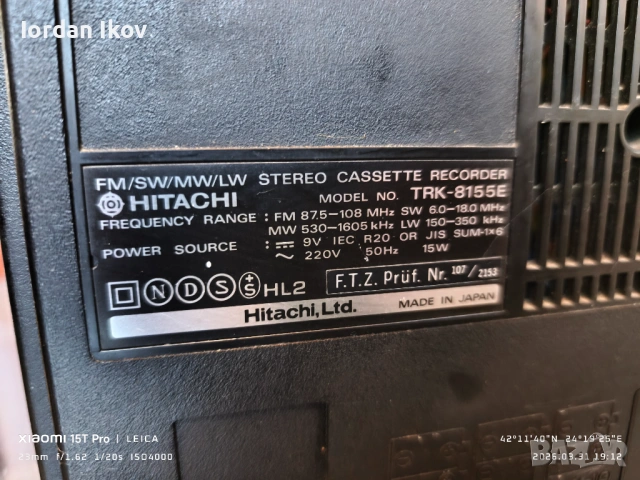 Iordan Ikov
FM/SW/MW/LW STEREO CASSETTE RECORDER
HITACHI MODEL NO. TRK-8155E
FREQUENCY RANGE : FM 87.5-108 MHz SW 6.0-18.0 MHz
MW 530-1605 kHz LW 150-350 kHz
POWER SOURCE : ⎓ 9V IEC R20 OR JIS SUM-1×6
~ 220V 50Hz 15W
N D S +S HL2 F.T.Z. Prüf. Nr. 107/2153
Hitachi, Ltd. MADE IN JAPAN
XIAOMI 15T Pro | LEICA
23mm f/1.62 1/20s ISO4000
42°11'40"N 24°19'25"E
2026.03.31 19:12
BAZAR